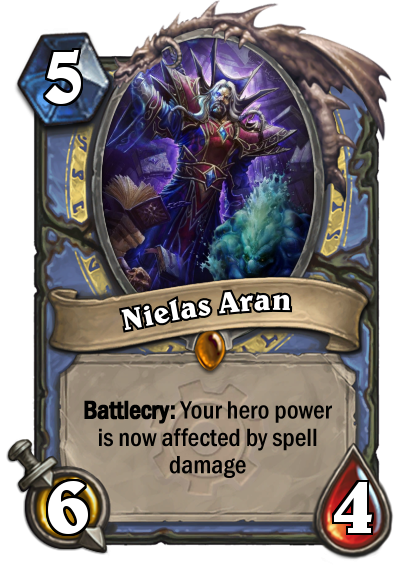 5
Nielas Aran
Battlecry: Your hero power
is now affected by spell
damage
6
4